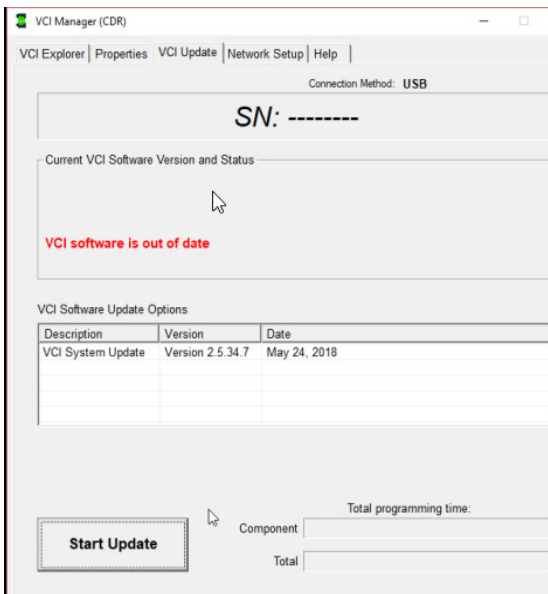 VCI Manager (CDR)
VCI Explorer Properties VCI Update Network Setup Help
Connection Method: USB
SN: --------
Current VCI Software Version and Status
VCI software is out of date
VCI Software Update Options
Description Version Date
VCI System Update Version 2.5.34.7 May 24, 2018
Total programming time:
Component
Start Update
Total